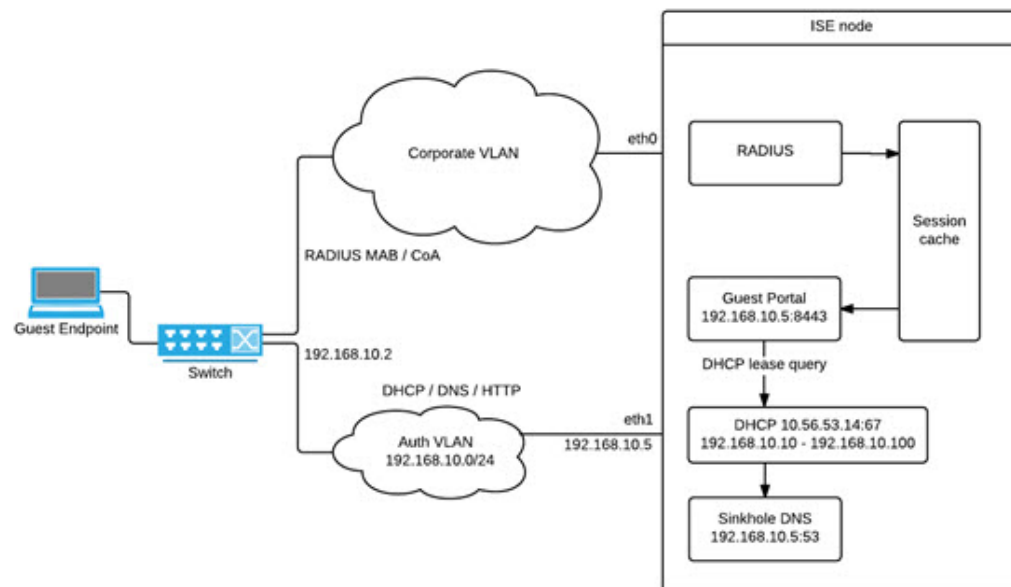 ISE node
Corporate VLAN
eth0
RADIUS
Session
cache
RADIUS MAB / CoA
Guest Endpoint
Switch
192.168.10.2
Guest Portal
192.168.10.5:8443
DHCP lease query
DHCP / DNS / HTTP
Auth VLAN
192.168.10.0/24
eth1
192.168.10.5
DHCP 10.56.53.14:67
192.168.10.10 - 192.168.10.100
Sinkhole DNS
192.168.10.5:53